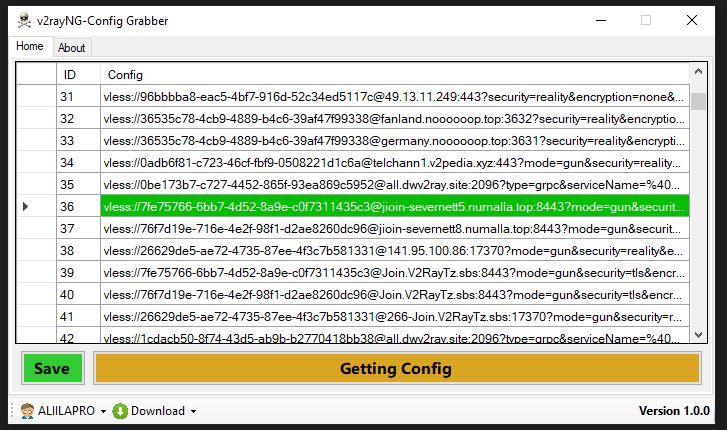 v2rayNG-Config Grabber
Home About
ID Config
31 vless://96bbbba8-eac5-4bf7-916d-52c34ed5117c@49.13.11.249:443?security=reality&encryption=none&...
32 vless://36535c78-4cb9-4889-b4c6-39af47f99338@fanland.noooooop.top:3632?security=reality&encryptio...
33 vless://36535c78-4cb9-4889-b4c6-39af47f99338@germany.noooooop.top:3631?security=reality&encrypti...
34 vless://0adb6f81-c723-46cf-fbf9-0508221d1c6a@telchann1.v2pedia.xyz:443?mode=gun&security=reality...
35 vless://0be173b7-c727-4452-865f-93ea869c5952@all.dwv2ray.site:2096?type=grpc&serviceName=%40...
36 vless://7fe75766-6bb7-4d52-8a9e-c0f7311435c3@jioin-severnett5.numalla.top:8443?mode=gun&securit...
37 vless://76f7d19e-716e-4e2f-98f1-d2ae8260dc96@jioin-severnett8.numalla.top:8443?mode=gun&securit...
38 vless://26629de5-ae72-4735-87ee-4f3c7b581331@141.95.100.86:17370?mode=gun&security=reality&e...
39 vless://7fe75766-6bb7-4d52-8a9e-c0f7311435c3@Join.V2RayTz.sbs:8443?mode=gun&security=tls&encr...
40 vless://76f7d19e-716e-4e2f-98f1-d2ae8260dc96@Join.V2RayTz.sbs:8443?mode=gun&security=tls&encr...
41 vless://26629de5-ae72-4735-87ee-4f3c7b581331@266-Join.V2RayTz.sbs:17370?mode=gun&security=r...
42 vless://1cdacb50-8f74-43d5-ab9b-b2770418bb38@all.dwv2ray.site:2096?type=grpc&serviceName=%40...
Save Getting Config
ALIILAPRO Download Version 1.0.0